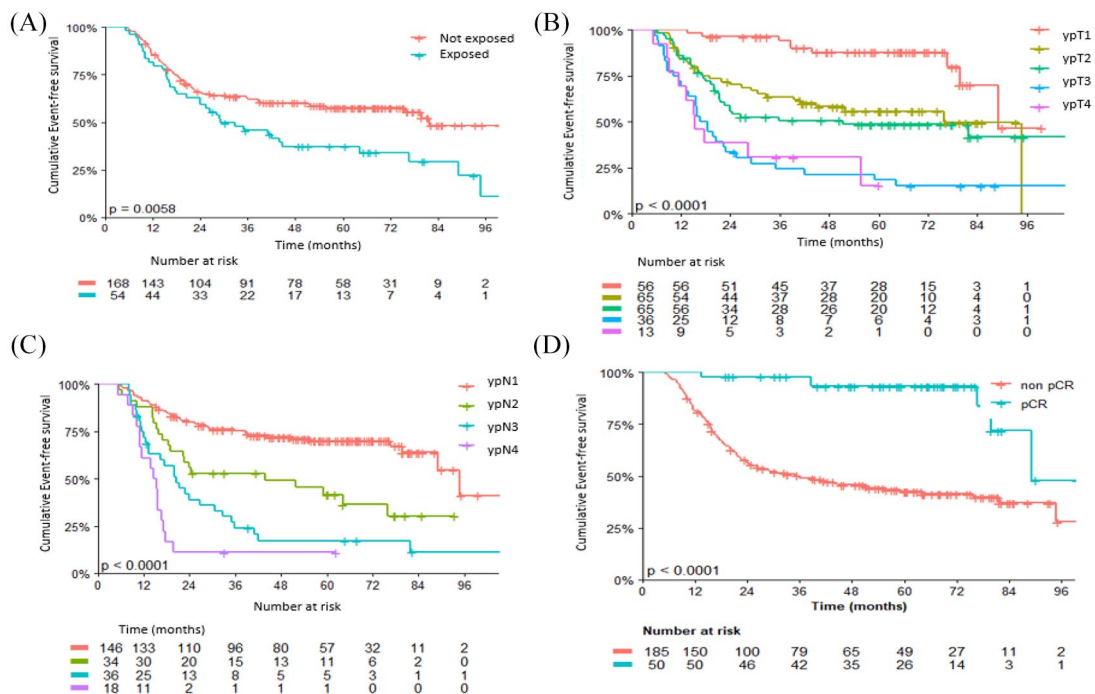 (A)
Not exposed
Exposed
Cumulative Event-free survival
100%
75%
50%
25%
0%
p = 0.0058
0 12 24 36 48 60 72 84 96
Time (months)
Number at risk
168 143 104 91 78 58 31 9 2
54 44 33 22 17 13 7 4 1
(B)
ypT1
ypT2
ypT3
ypT4
Cumulative Event-free survival
100%
75%
50%
25%
0%
p < 0.0001
0 12 24 36 48 60 72 84 96
Time (months)
Number at risk
56 56 51 45 37 28 15 3 1
65 54 44 37 28 20 10 4 0
65 56 34 28 26 20 12 4 1
36 25 12 8 7 6 4 3 1
13 9 5 3 2 1 0 0 0
(C)
ypN1
ypN2
ypN3
ypN4
Cumulative Event-free survival
100%
75%
50%
25%
0%
p < 0.0001
0 12 24 36 48 60 72 84 96
Number at risk
Time (months)
146 133 110 96 80 57 32 11 2
34 30 20 15 13 11 6 2 0
36 25 13 8 5 5 3 1 1
18 11 2 1 1 1 0 0 0
(D)
non pCR
pCR
Cumulative Event-free survival
100%
75%
50%
25%
0%
p < 0.0001
0 12 24 36 48 60 72 84 96
Time (months)
Number at risk
185 150 100 79 65 49 27 11 2
50 50 46 42 35 26 14 3 1